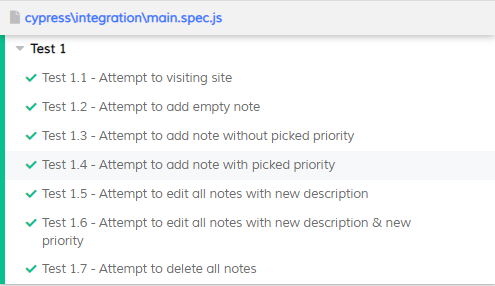 cypress\integration\main.spec.js
Test 1
Test 1.1 - Attempt to visiting site
Test 1.2 - Attempt to add empty note
Test 1.3 - Attempt to add note without picked priority
Test 1.4 - Attempt to add note with picked priority
Test 1.5 - Attempt to edit all notes with new description
Test 1.6 - Attempt to edit all notes with new description & new
priority
Test 1.7 - Attempt to delete all notes